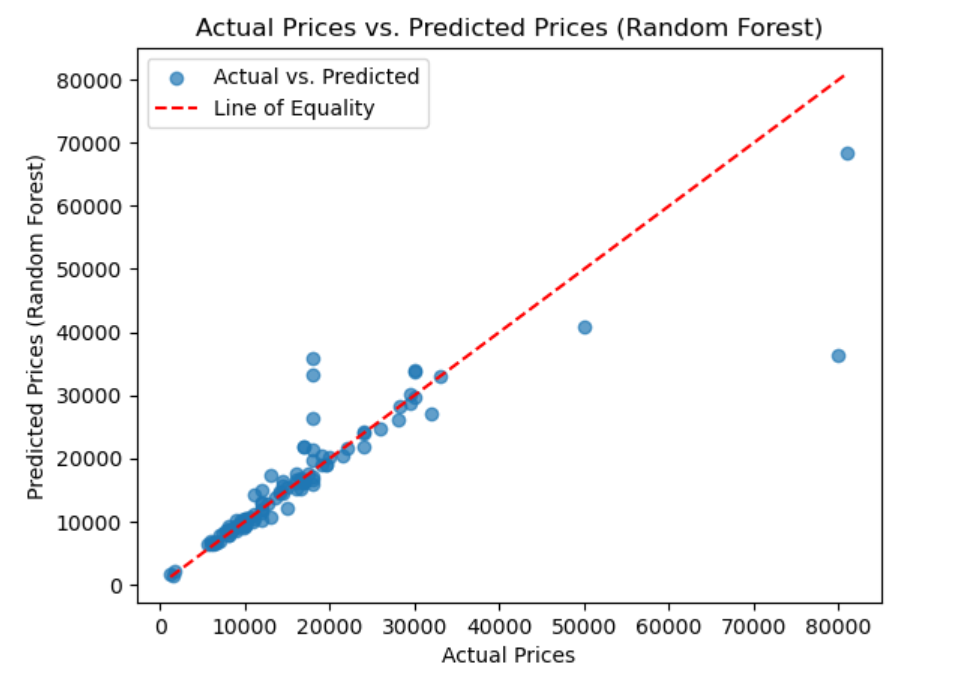 Actual Prices vs. Predicted Prices (Random Forest)
Actual vs. Predicted
Line of Equality
Predicted Prices (Random Forest)
80000
70000
60000
50000
40000
30000
20000
10000
0
0 10000 20000 30000 40000 50000 60000 70000 80000
Actual Prices